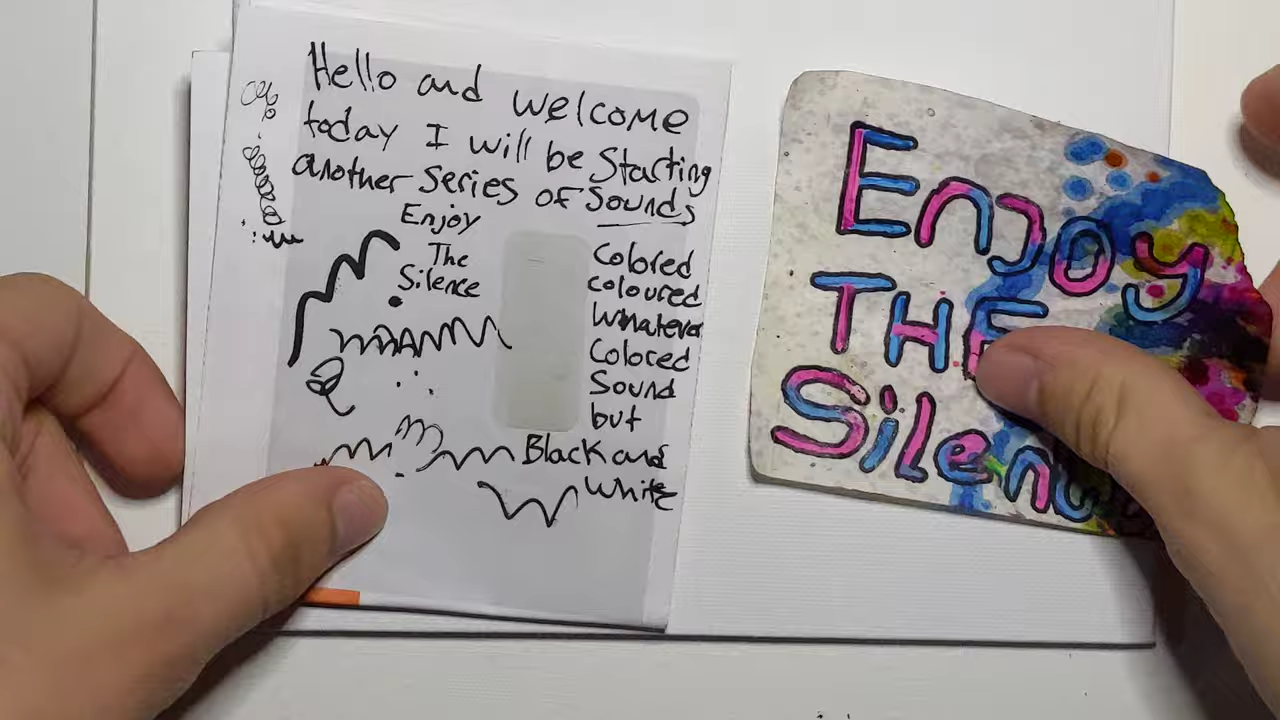 Hello and welcome
today I will be Starting
another Series of Sounds
Enjoy
The
Silence
Colored
coloured
Whatever
Colored
Sound
but
Black and
White
Enjoy
THE
Silenc